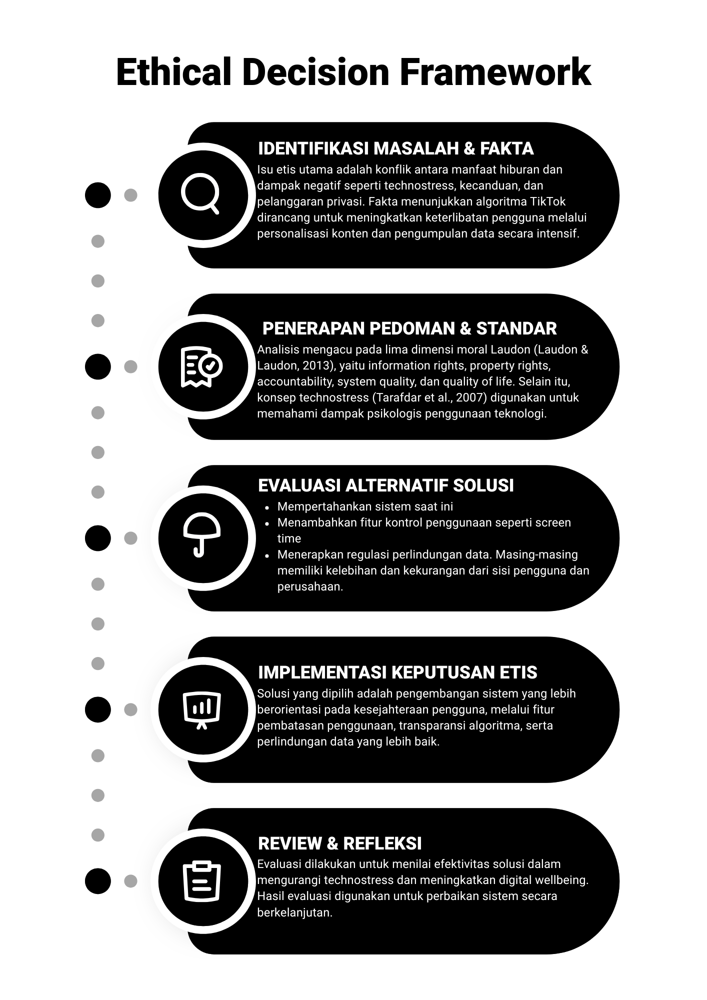 Ethical Decision Framework
IDENTIFIKASI MASALAH & FAKTA
Isu etis utama adalah konflik antara manfaat hiburan dan
dampak negatif seperti technostress, kecanduan, dan
pelanggaran privasi. Fakta menunjukkan algoritma TikTok
dirancang untuk meningkatkan keterlibatan pengguna melalui
personalisasi konten dan pengumpulan data secara intensif.
PENERAPAN PEDOMAN & STANDAR
Analisis mengacu pada lima dimensi moral Laudon (Laudon &
Laudon, 2013), yaitu information rights, property rights,
accountability, system quality, dan quality of life. Selain itu,
konsep technostress (Tarafdar et al., 2007) digunakan untuk
memahami dampak psikologis penggunaan teknologi.
EVALUASI ALTERNATIF SOLUSI
• Mempertahankan sistem saat ini
• Menambahkan fitur kontrol penggunaan seperti screen
time
• Menerapkan regulasi perlindungan data. Masing-masing
memiliki kelebihan dan kekurangan dari sisi pengguna dan
perusahaan.
IMPLEMENTASI KEPUTUSAN ETIS
Solusi yang dipilih adalah pengembangan sistem yang lebih
berorientasi pada kesejahteraan pengguna, melalui fitur
pembatasan penggunaan, transparansi algoritma, serta
perlindungan data yang lebih baik.
REVIEW & REFLEKSI
Evaluasi dilakukan untuk menilai efektivitas solusi dalam
mengurangi technostress dan meningkatkan digital wellbeing.
Hasil evaluasi digunakan untuk perbaikan sistem secara
berkelanjutan.